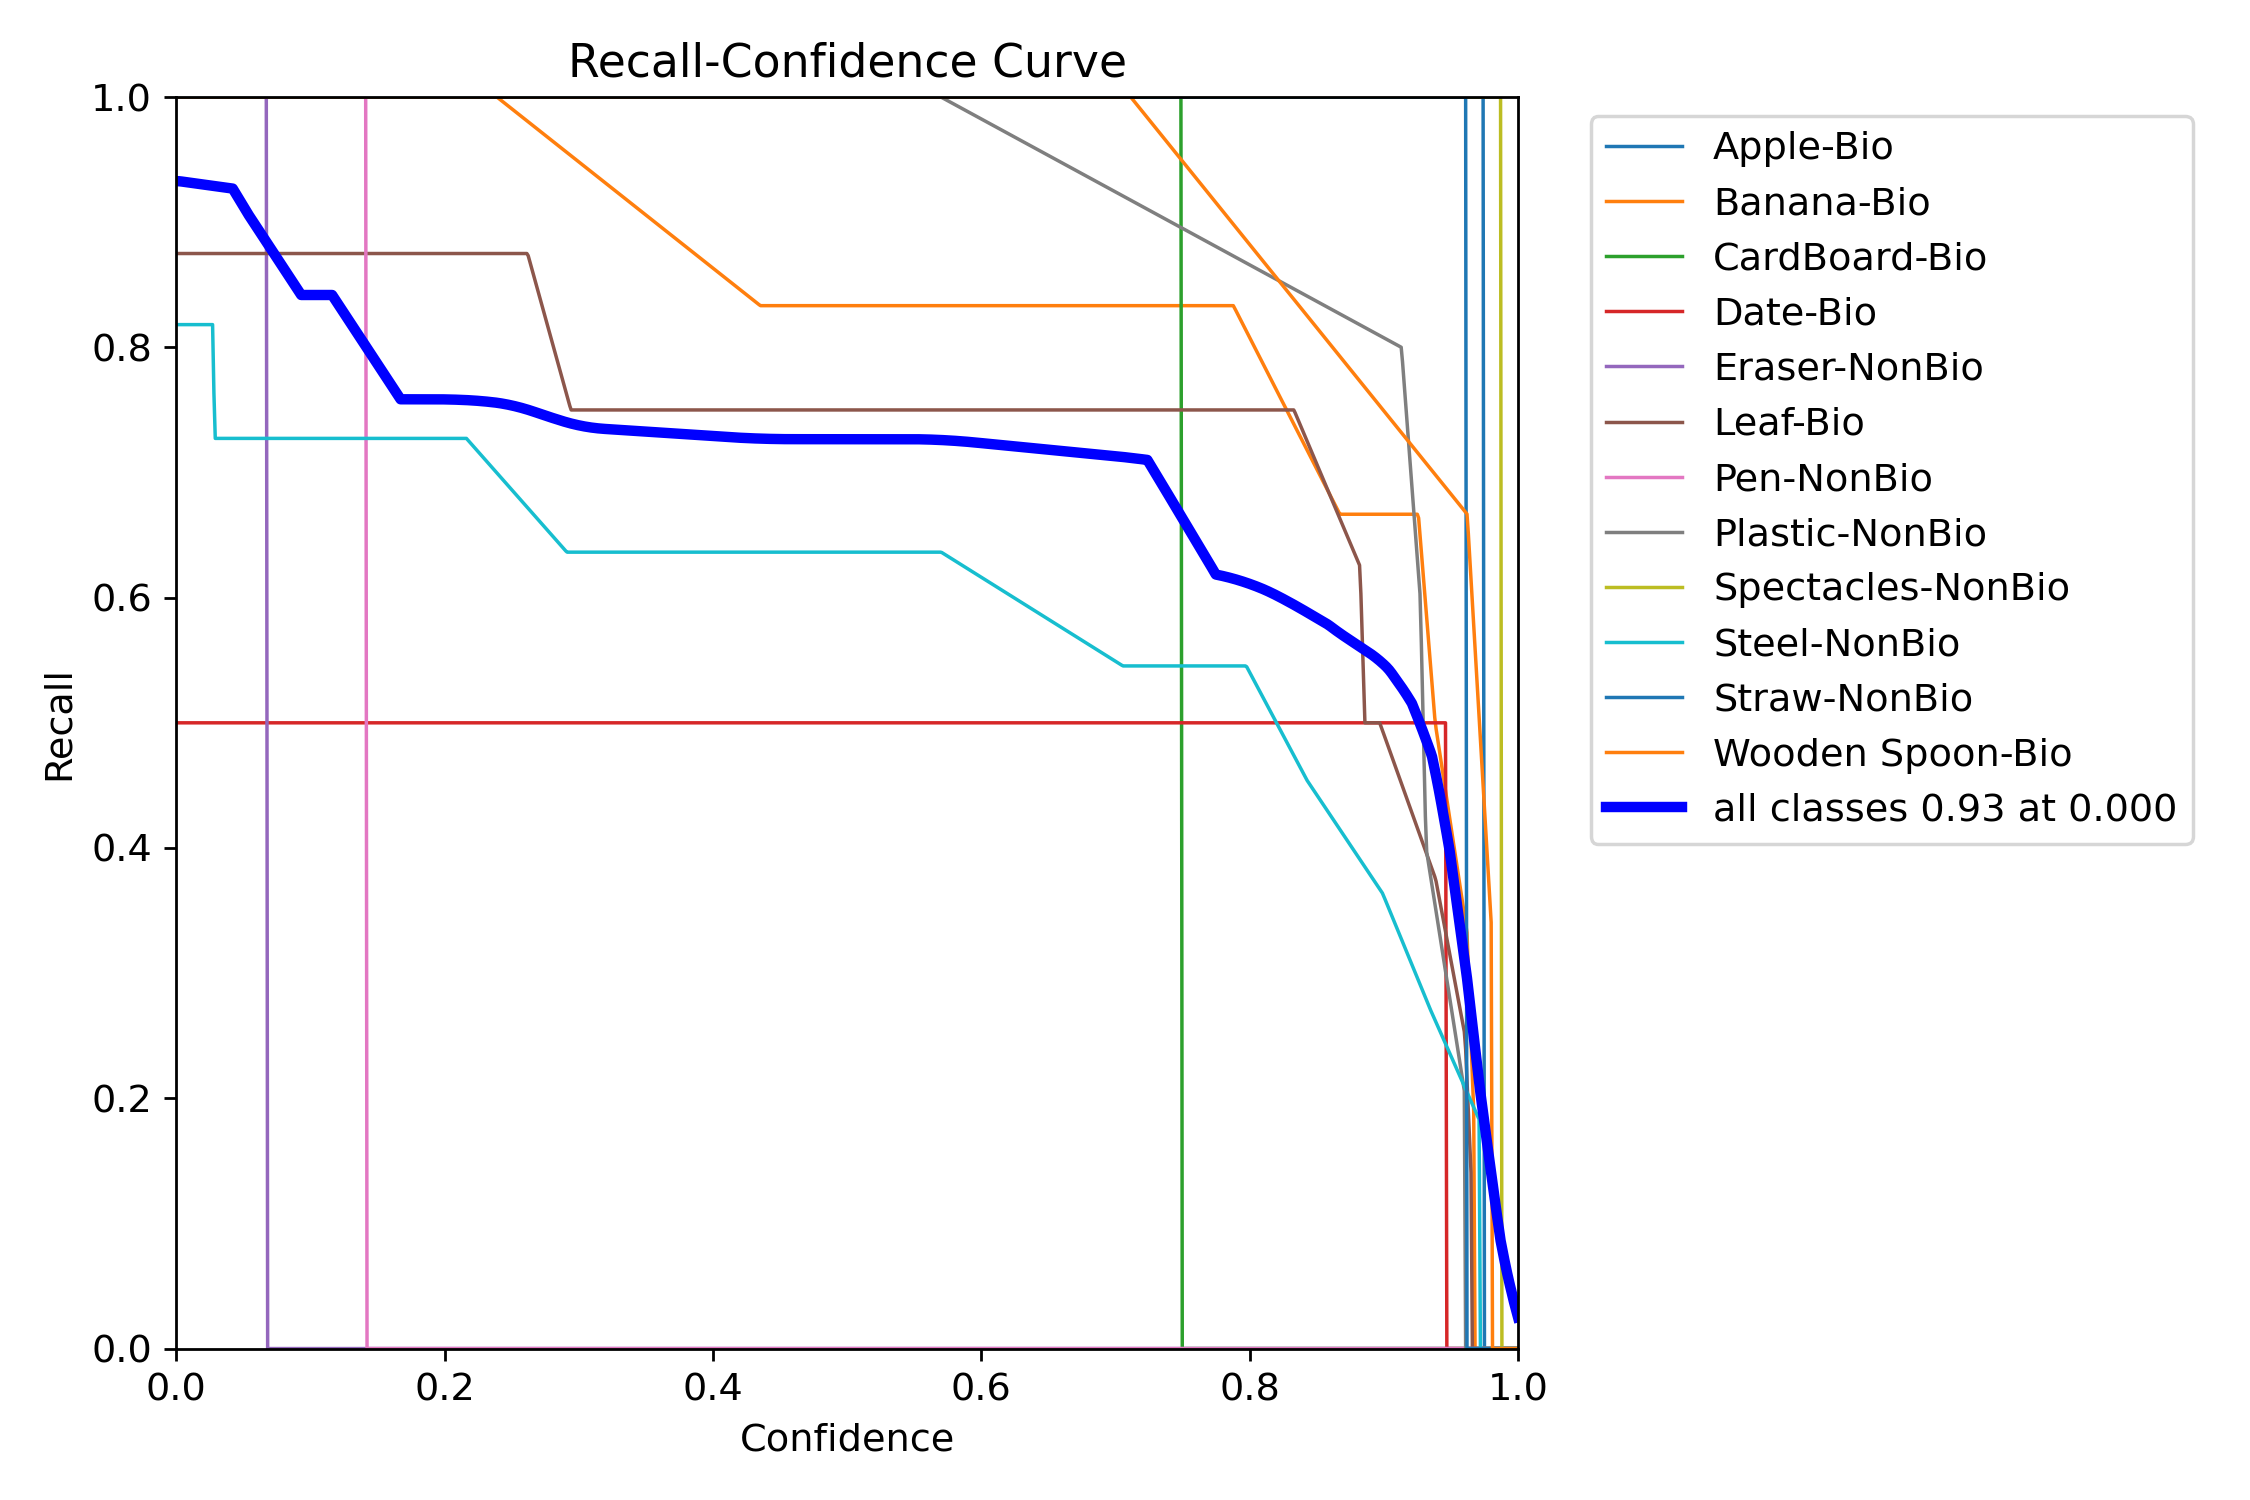 Recall-Confidence Curve
1.0
0.8
0.6
0.4
0.2
0.0
Recall
0.0 0.2 0.4 0.6 0.8 1.0
Confidence
Apple-Bio
Banana-Bio
CardBoard-Bio
Date-Bio
Eraser-NonBio
Leaf-Bio
Pen-NonBio
Plastic-NonBio
Spectacles-NonBio
Steel-NonBio
Straw-NonBio
Wooden Spoon-Bio
all classes 0.93 at 0.000